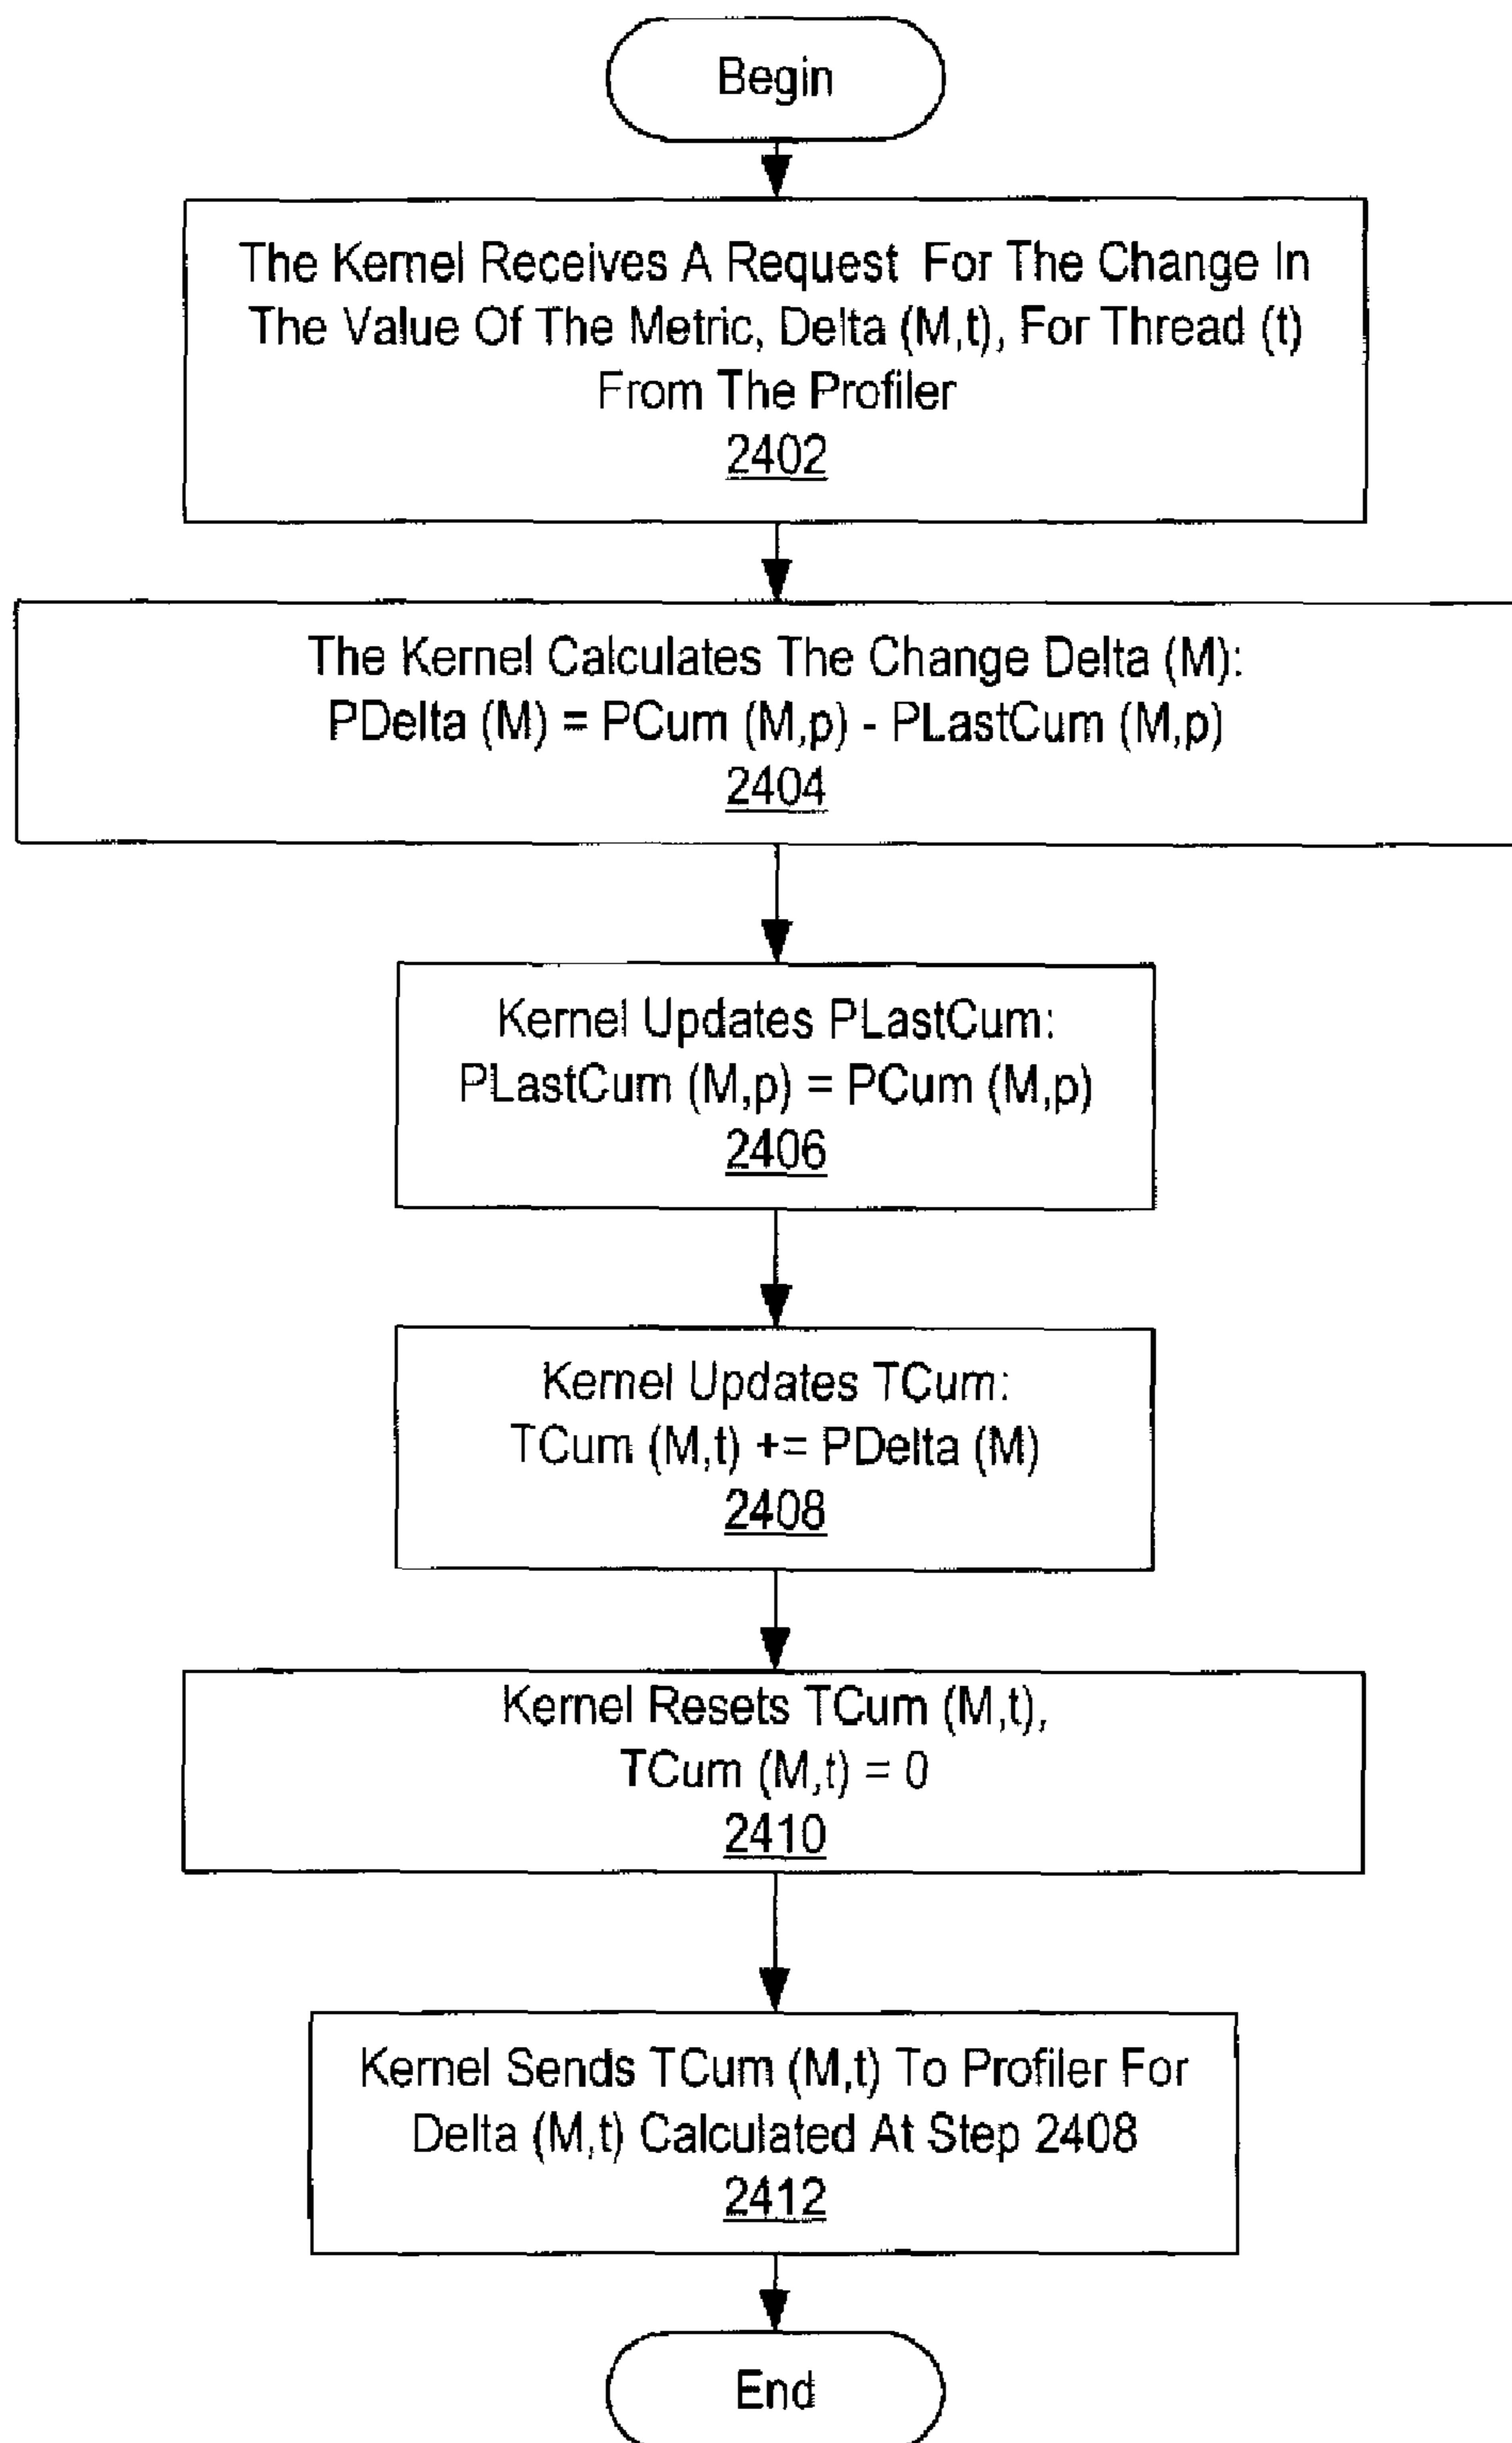 Begin
The Kernel Receives A Request For The Change In
The Value Of The Metric, Delta (M,t), For Thread (t)
From The Profiler
2402
The Kernel Calculates The Change Delta (M):
PDelta (M) = PCum (M,p) - PLastCum (M,p)
2404
Kernel Updates PLastCum:
PLastCum (M,p) = PCum (M,p)
2406
Kernel Updates TCum:
TCum (M,t) += PDelta (M)
2408
Kernel Resets TCum (M,t),
TCum (M,t) = 0
2410
Kernel Sends TCum (M,t) To Profiler For
Delta (M,t) Calculated At Step 2408
2412
End